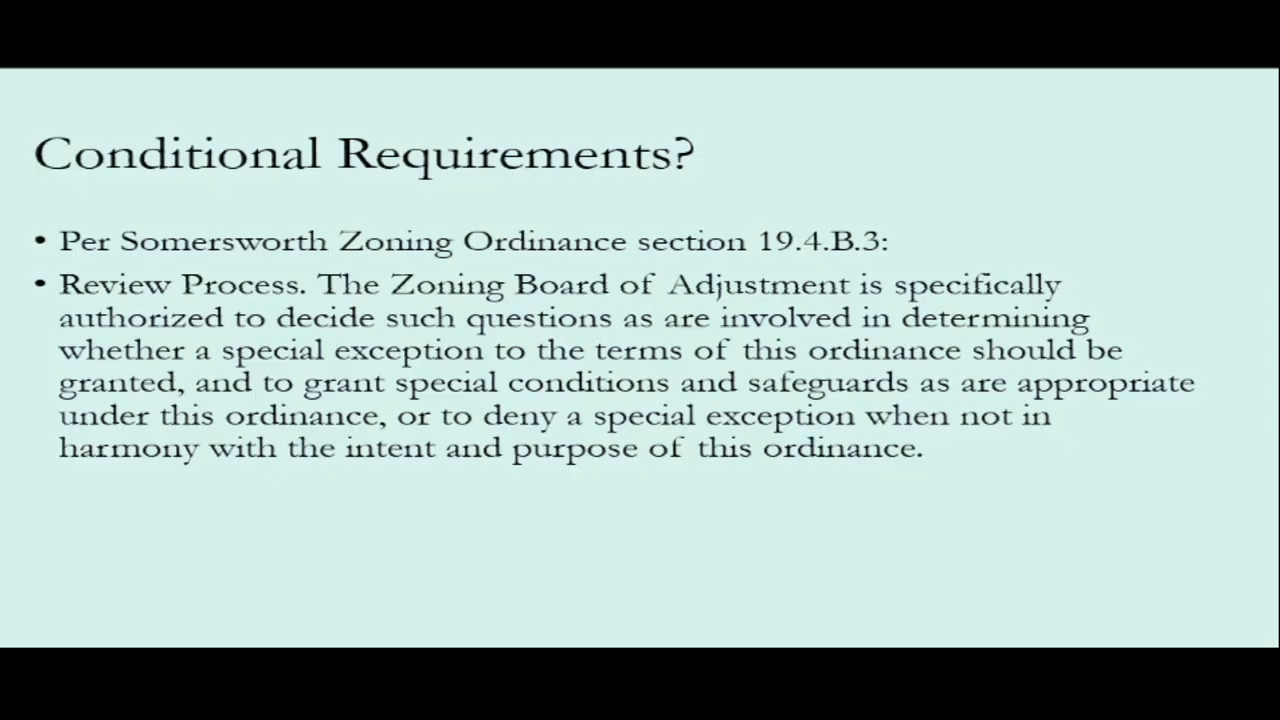 Conditional Requirements?
• Per Somersworth Zoning Ordinance section 19.4.B.3:
• Review Process. The Zoning Board of Adjustment is specifically
authorized to decide such questions as are involved in determining
whether a special exception to the terms of this ordinance should be
granted, and to grant special conditions and safeguards as are appropriate
under this ordinance, or to deny a special exception when not in
harmony with the intent and purpose of this ordinance.